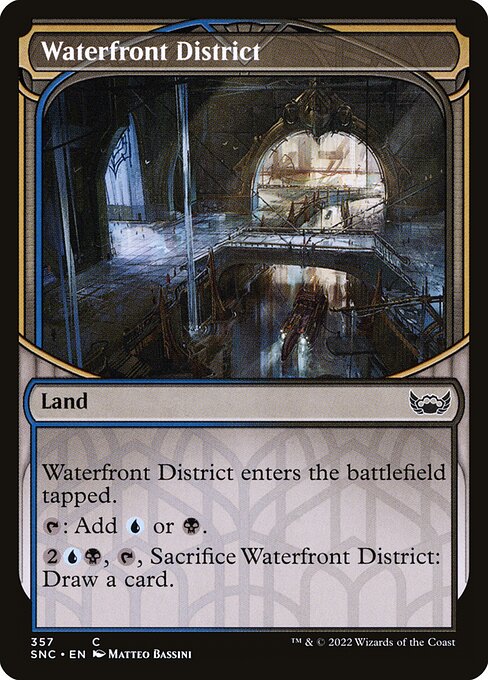 Waterfront District
Land
Waterfront District enters the battlefield
tapped.
: Add or .
2, , Sacrifice Waterfront District:
Draw a card.
357 C
SNC • EN Matteo Bassini
™ & © 2022 Wizards of the Coast